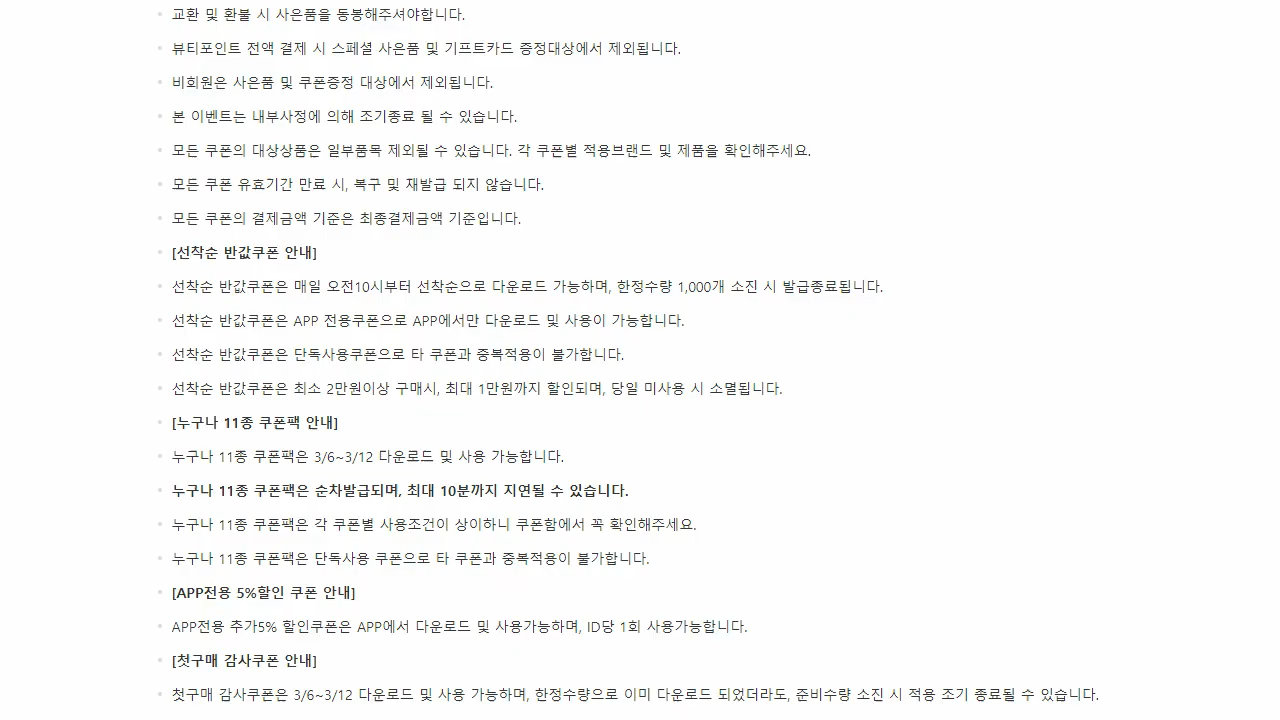 교환 및 환불 시 사은품을 동봉해주셔야합니다.
뷰티포인트 전액 결제 시 스페셜 사은품 및 기프트카드 증정대상에서 제외됩니다.
비회원은 사은품 및 쿠폰증정 대상에서 제외됩니다.
본 이벤트는 내부사정에 의해 조기종료 될 수 있습니다.
모든 쿠폰의 대상상품은 일부품목 제외될 수 있습니다. 각 쿠폰별 적용브랜드 및 제품을 확인해주세요.
모든 쿠폰 유효기간 만료 시, 복구 및 재발급 되지 않습니다.
모든 쿠폰의 결제금액 기준은 최종결제금액 기준입니다.
[선착순 반값쿠폰 안내]
선착순 반값쿠폰은 매일 오전10시부터 선착순으로 다운로드 가능하며, 한정수량 1,000개 소진 시 발급종료됩니다.
선착순 반값쿠폰은 APP 전용쿠폰으로 APP에서만 다운로드 및 사용이 가능합니다.
선착순 반값쿠폰은 단독사용쿠폰으로 타 쿠폰과 중복적용이 불가합니다.
선착순 반값쿠폰은 최소 2만원이상 구매시, 최대 1만원까지 할인되며, 당일 미사용 시 소멸됩니다.
[누구나 11종 쿠폰팩 안내]
누구나 11종 쿠폰팩은 3/6~3/12 다운로드 및 사용 가능합니다.
누구나 11종 쿠폰팩은 순차발급되며, 최대 10분까지 지연될 수 있습니다.
누구나 11종 쿠폰팩은 각 쿠폰별 사용조건이 상이하니 쿠폰함에서 꼭 확인해주세요.
누구나 11종 쿠폰팩은 단독사용 쿠폰으로 타 쿠폰과 중복적용이 불가합니다.
[APP전용 5%할인 쿠폰 안내]
APP전용 추가5% 할인쿠폰은 APP에서 다운로드 및 사용가능하며, ID당 1회 사용가능합니다.
[첫구매 감사쿠폰 안내]
첫구매 감사쿠폰은 3/6~3/12 다운로드 및 사용 가능하며, 한정수량으로 이미 다운로드 되었더라도, 준비수량 소진 시 적용 조기 종료될 수 있습니다.